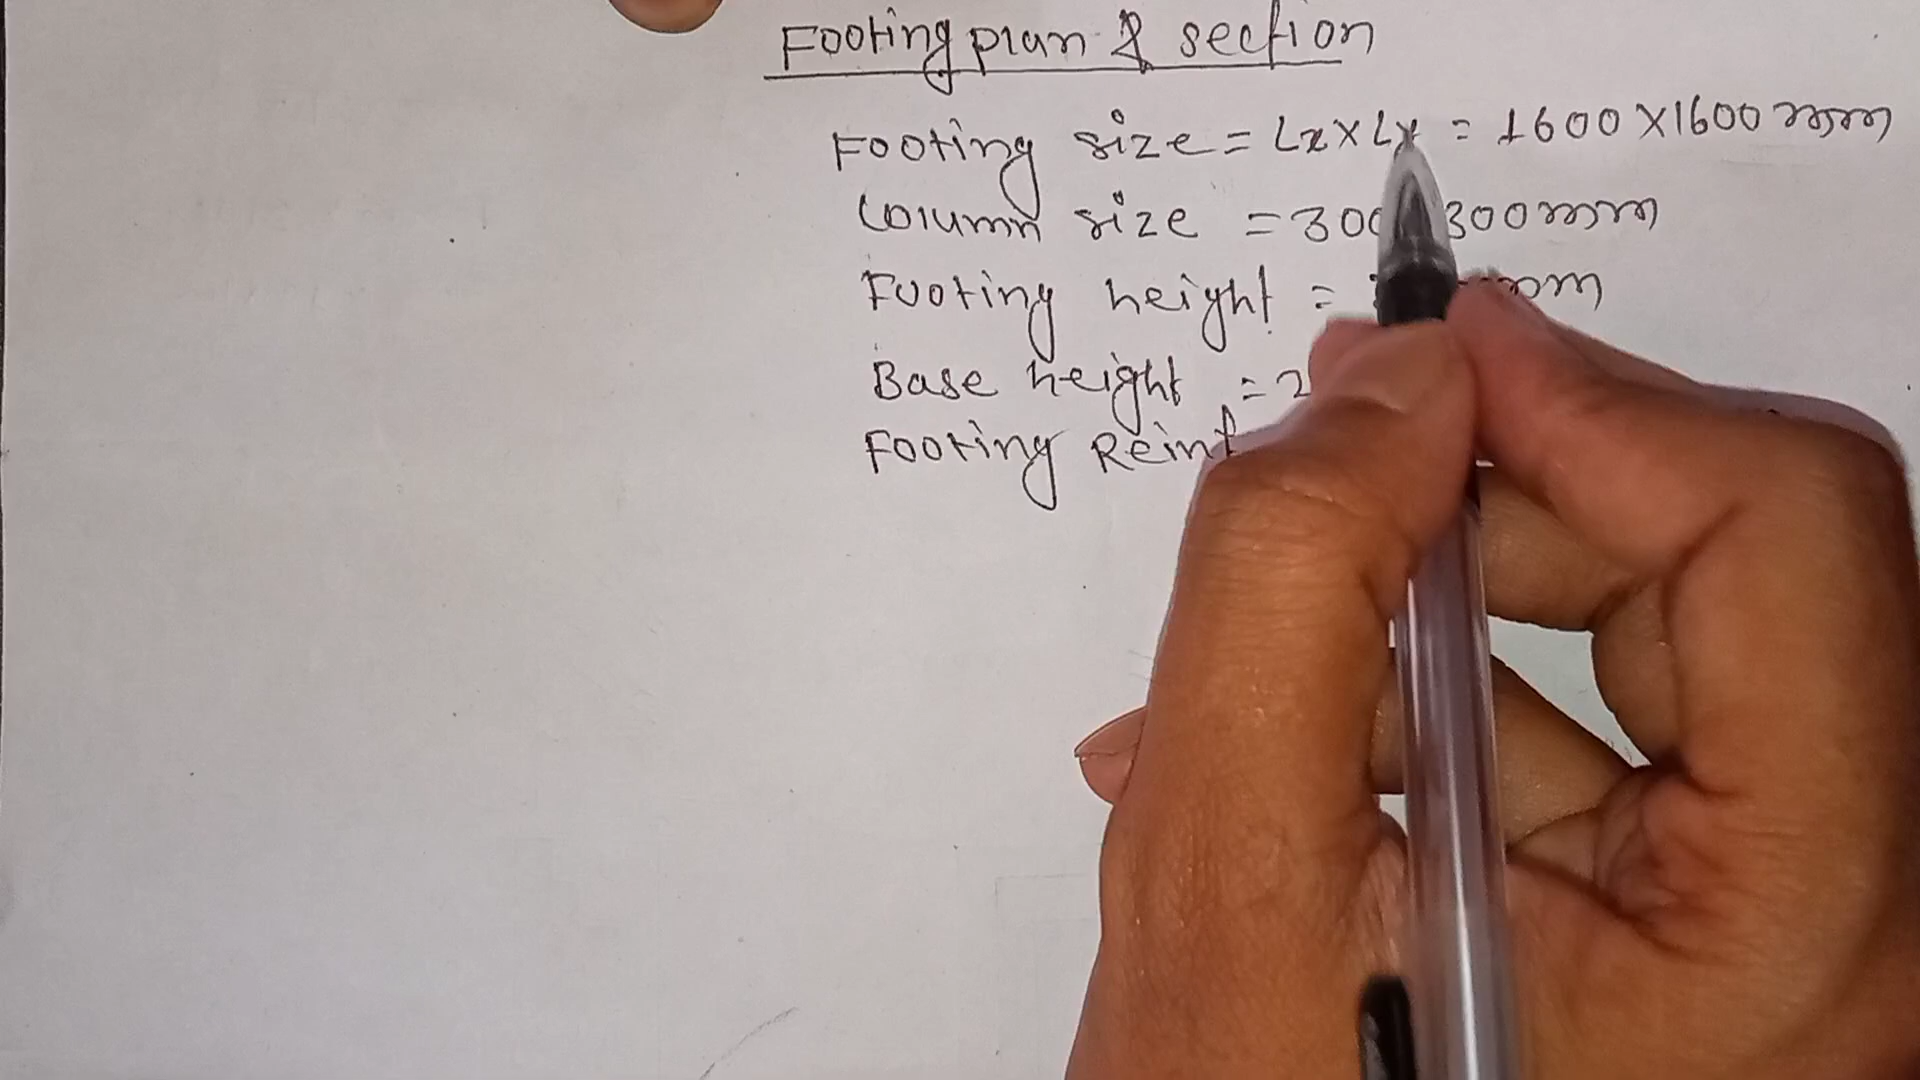 Footing plan & section
Footing size = Lx × Ly = 1600 × 1600 mm
Column size = 300 300 mm
Footing height = mm
Base height = 2
Footing Reinf